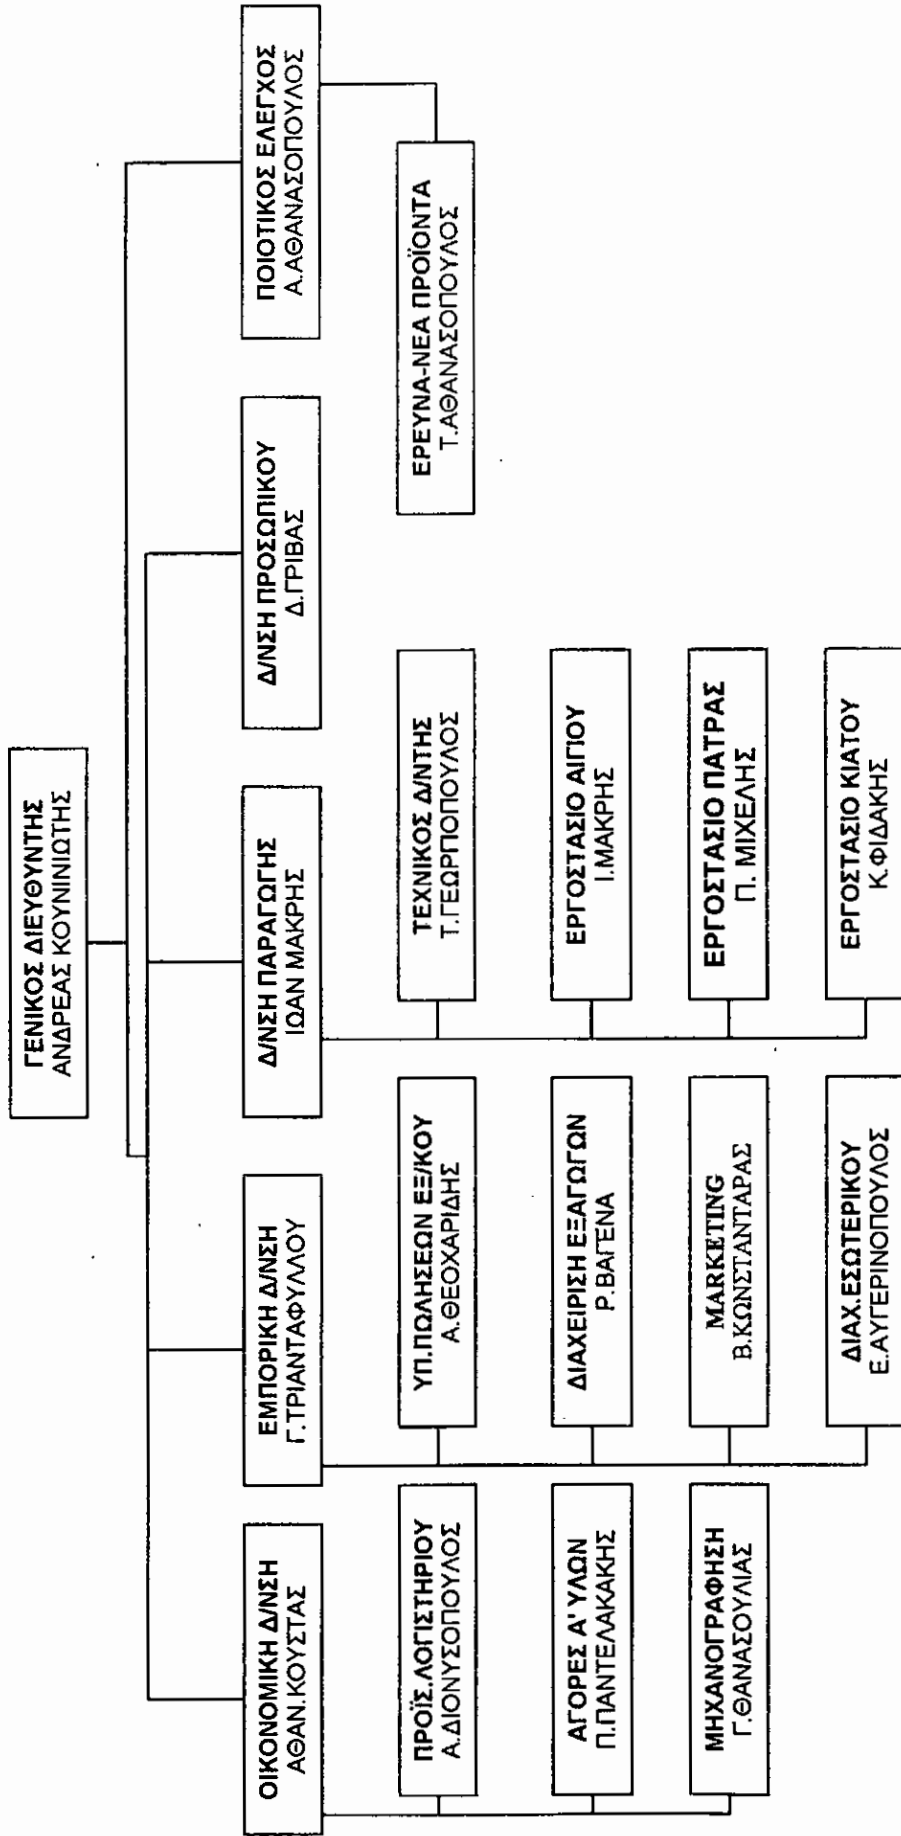 ΓΕΝΙΚΟΣ ΔΙΕΥΘΥΝΤΗΣ
ΑΝΔΡΕΑΣ ΚΟΥΝΙΝΙΩΤΗΣ
ΟΙΚΟΝΟΜΙΚΗ Δ/ΝΣΗ
ΑΘΑΝ.ΚΟΥΣΤΑΣ
ΠΡΟΪΣ.ΛΟΓΙΣΤΗΡΙΟΥ
Α.ΔΙΟΝΥΣΟΠΟΥΛΟΣ
ΑΓΟΡΕΣ Α' ΥΛΩΝ
Π.ΠΑΝΤΕΛΑΚΑΚΗΣ
ΜΗΧΑΝΟΓΡΑΦΗΣΗ
Γ.ΘΑΝΑΣΟΥΛΙΑΣ
ΕΜΠΟΡΙΚΗ Δ/ΝΣΗ
Γ.ΤΡΙΑΝΤΑΦΥΛΛΟΥ
ΥΠ.ΠΩΛΗΣΕΩΝ ΕΞ/ΚΟΥ
Α.ΘΕΟΧΑΡΙΔΗΣ
ΔΙΑΧΕΙΡΙΣΗ ΕΞΑΓΩΓΩΝ
Ρ.ΒΑΓΕΝΑ
MARKETING
Β.ΚΩΝΣΤΑΝΤΑΡΑΣ
ΔΙΑΧ.ΕΣΩΤΕΡΙΚΟΥ
Ε.ΑΥΓΕΡΙΝΟΠΟΥΛΟΣ
Δ/ΝΣΗ ΠΑΡΑΓΩΓΗΣ
ΙΩΑΝ ΜΑΚΡΗΣ
ΤΕΧΝΙΚΟΣ Δ/ΝΤΗΣ
Τ.ΓΕΩΡΓΟΠΟΥΛΟΣ
ΕΡΓΟΣΤΑΣΙΟ ΑΙΓΙΟΥ
Ι.ΜΑΚΡΗΣ
ΕΡΓΟΣΤΑΣΙΟ ΠΑΤΡΑΣ
Π. ΜΙΧΕΛΗΣ
ΕΡΓΟΣΤΑΣΙΟ ΚΙΑΤΟΥ
Κ.ΦΙΔΑΚΗΣ
Δ/ΝΣΗ ΠΡΟΣΩΠΙΚΟΥ
Δ.ΓΡΙΒΑΣ
ΠΟΙΟΤΙΚΟΣ ΕΛΕΓΧΟΣ
Α.ΑΘΑΝΑΣΟΠΟΥΛΟΣ
ΕΡΕΥΝΑ-ΝΕΑ ΠΡΟΪΟΝΤΑ
Τ.ΑΘΑΝΑΣΟΠΟΥΛΟΣ